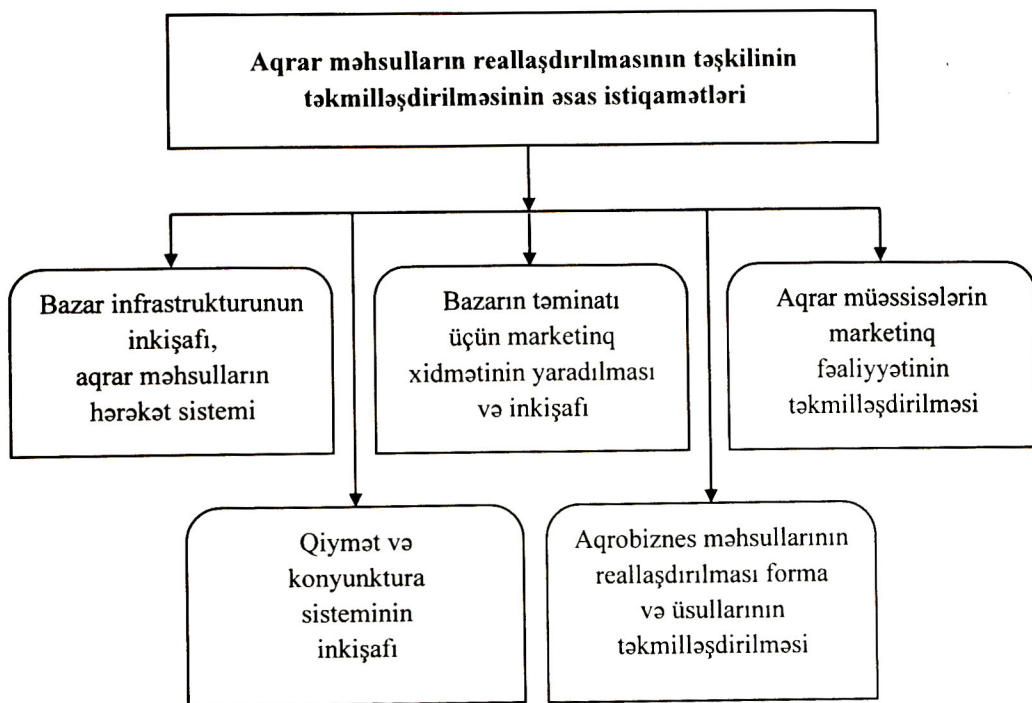 Aqrar məhsulların reallaşdırılmasının təşkilinin
təkmilləşdirilməsinin əsas istiqamətləri
Bazar infrastrukturunun
inkişafı,
aqrar məhsulların
hərəkət sistemi
Bazarın təminatı
üçün marketinq
xidmətinin yaradılması
və inkişafı
Aqrar müəssisələrin
marketinq
fəaliyyətinin
təkmilləşdirilməsi
Qiymət və
konyunktura
sisteminin
inkişafı
Aqrobiznes məhsullarının
reallaşdırılması forma
və üsullarının
təkmilləşdirilməsi